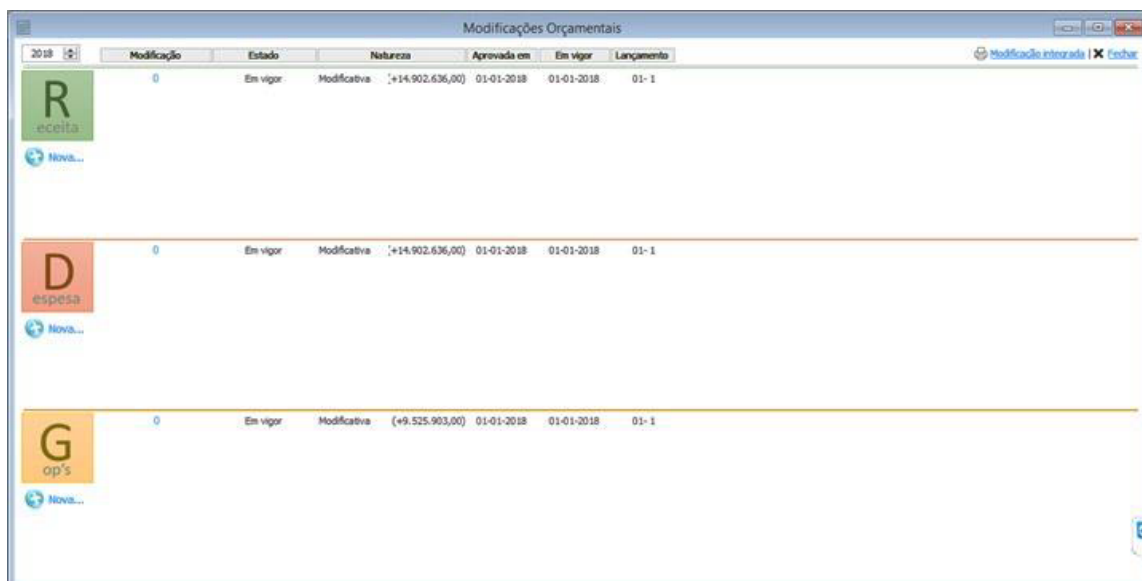 Modificações Orçamentais
2018 Modificação Estado Natureza Aprovada em Em vigor Lançamento Modificação integrada | Fechar
0 Em vigor Modificativa (+14.902.636,00) 01-01-2018 01-01-2018 01- 1
R
eceita
Nova...
0 Em vigor Modificativa (+14.902.636,00) 01-01-2018 01-01-2018 01- 1
D
espesa
Nova...
0 Em vigor Modificativa (+9.525.903,00) 01-01-2018 01-01-2018 01- 1
G
op's
Nova...